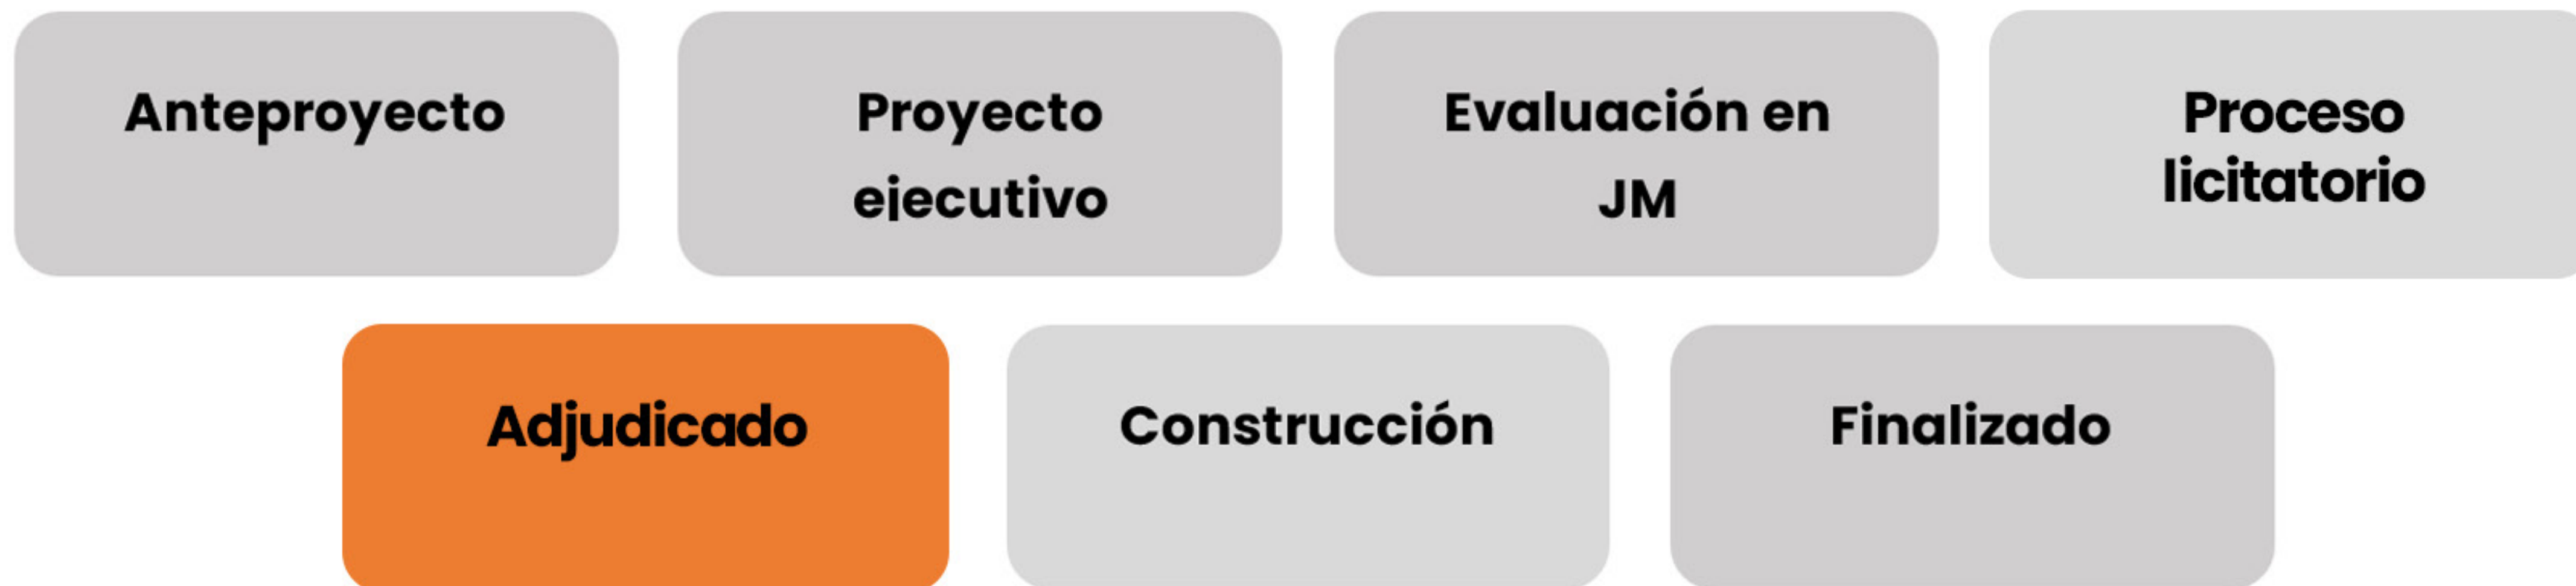 Anteproyecto
Proyecto
ejecutivo
Evaluación en
JM
Proceso
licitatorio
Adjudicado
Construcción
Finalizado